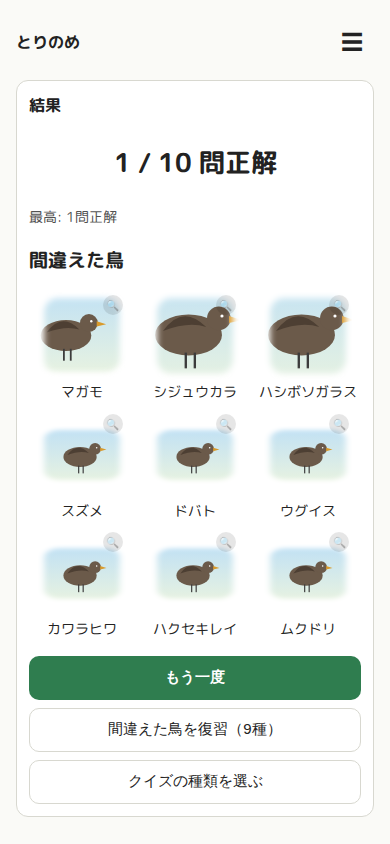 とりのめ
結果
1 / 10 問正解
最高: 1問正解
間違えた鳥
マガモ
シジュウカラ
ハシボソガラス
スズメ
ドバト
ウグイス
カワラヒワ
ハクセキレイ
ムクドリ
もう一度
間違えた鳥を復習（9種）
クイズの種類を選ぶ